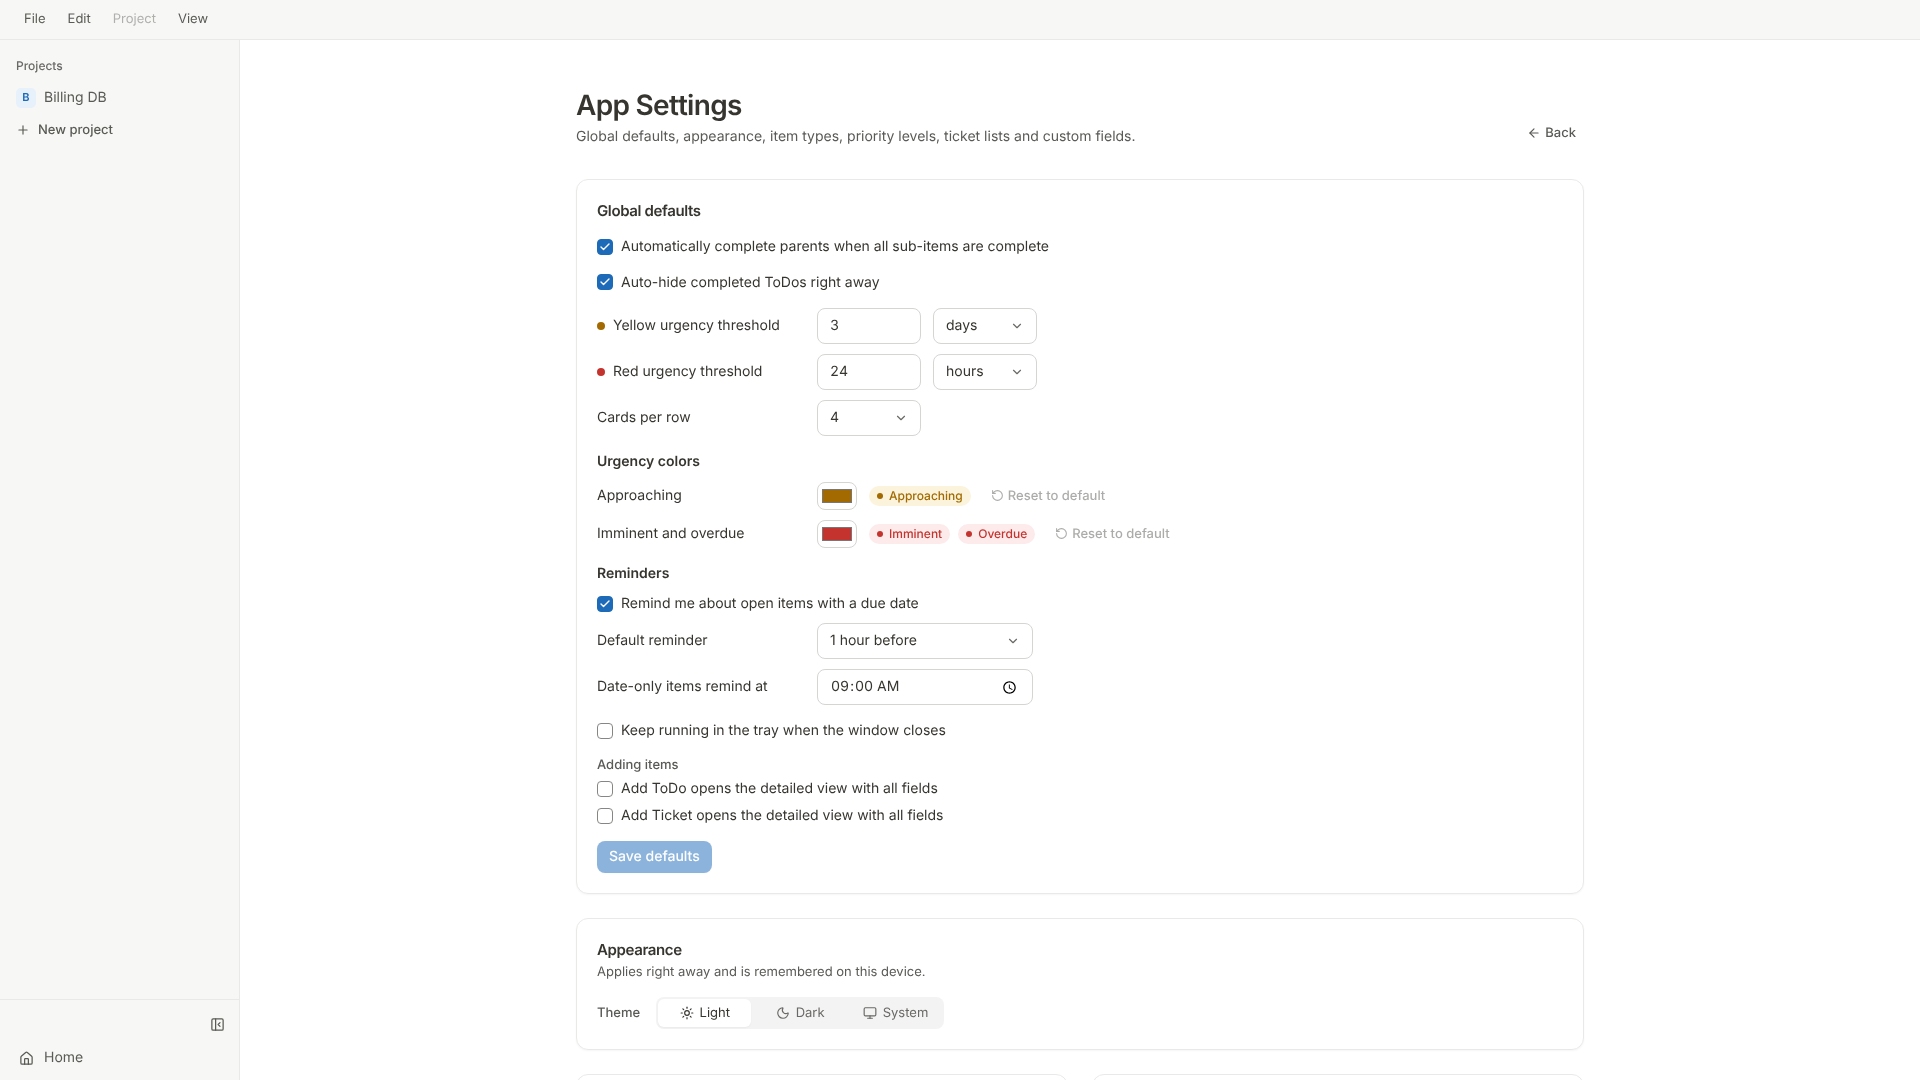 File Edit Project View
Projects
B Billing DB
New project
Home
App Settings
Global defaults, appearance, item types, priority levels, ticket lists and custom fields.
Back
Global defaults
Automatically complete parents when all sub-items are complete
Auto-hide completed ToDos right away
Yellow urgency threshold 3 days
Red urgency threshold 24 hours
Cards per row 4
Urgency colors
Approaching Approaching Reset to default
Imminent and overdue Imminent Overdue Reset to default
Reminders
Remind me about open items with a due date
Default reminder 1 hour before
Date-only items remind at 09:00 AM
Keep running in the tray when the window closes
Adding items
Add ToDo opens the detailed view with all fields
Add Ticket opens the detailed view with all fields
Save defaults
Appearance
Applies right away and is remembered on this device.
Theme Light Dark System